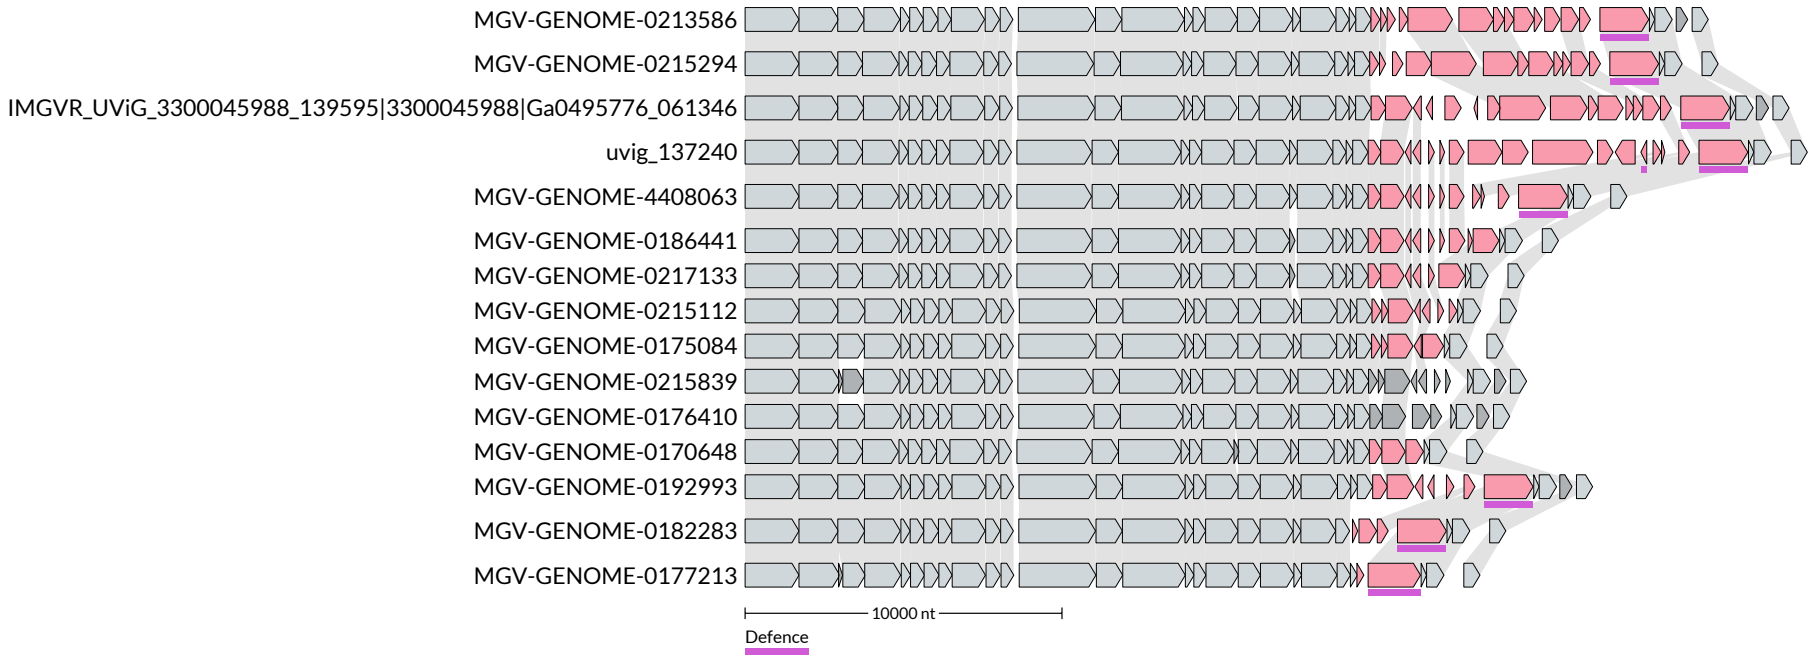 MGV-GENOME-0213586
MGV-GENOME-0215294
IMGVR_UViG_3300045988_139595|3300045988|Ga0495776_061346
uvig_137240
MGV-GENOME-4408063
MGV-GENOME-0186441
MGV-GENOME-0217133
MGV-GENOME-0215112
MGV-GENOME-0175084
MGV-GENOME-0215839
MGV-GENOME-0176410
MGV-GENOME-0170648
MGV-GENOME-0192993
MGV-GENOME-0182283
MGV-GENOME-0177213
10000 nt
Defence